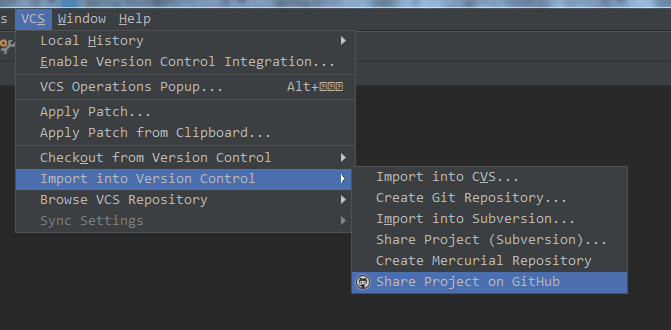 s VCS Window Help
Local History
Enable Version Control Integration...
VCS Operations Popup... Alt+
Apply Patch...
Apply Patch from Clipboard...
Checkout from Version Control
Import into Version Control
Browse VCS Repository
Sync Settings
Import into CVS...
Create Git Repository...
Import into Subversion...
Share Project (Subversion)...
Create Mercurial Repository
Share Project on GitHub